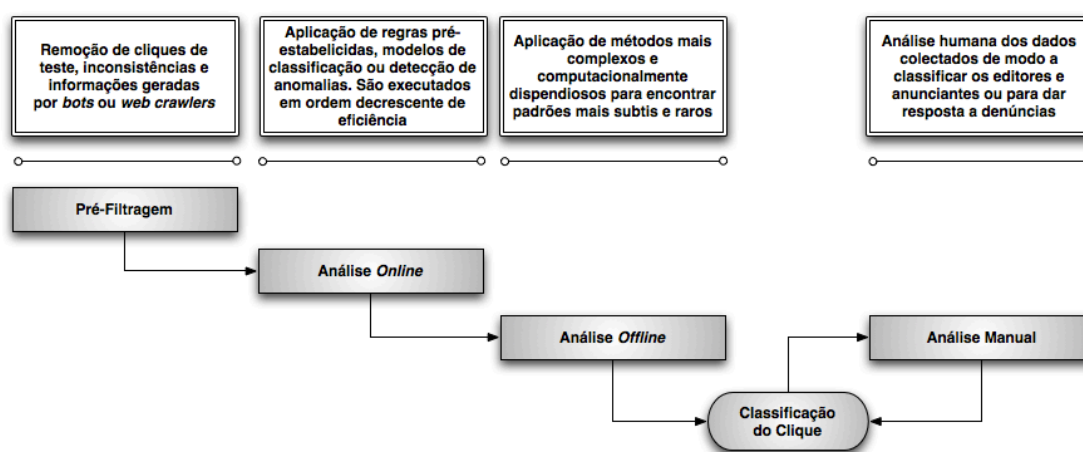 Remoção de cliques de
teste, inconsistências e
informações geradas
por bots ou web crawlers
Aplicação de regras pré-
estabelicidas, modelos de
classificação ou detecção de
anomalias. São executados
em ordem decrescente de
eficiência
Aplicação de métodos mais
complexos e
computacionalmente
dispendiosos para encontrar
padrões mais subtis e raros
Análise humana dos dados
colectados de modo a
classificar os editores e
anunciantes ou para dar
resposta a denúncias
Pré-Filtragem
Análise Online
Análise Offline
Análise Manual
Classificação
do Clique